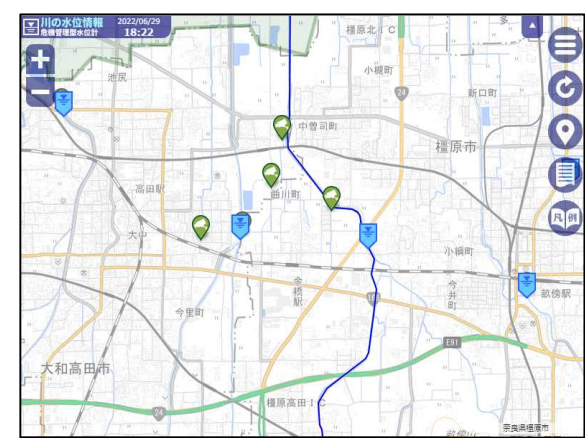 川の水位情報
危機管理型水位計
2022/06/29
18:22
橿原北IC
多
池尻
小槻町
24
新口町
中曽司町
橿原市
高田駅
曲川町
凡例
大中
小綱町
金橋駅
今井町
畝傍駅
今里町
E91
大和高田市
24
橿原高田IC
奈良県橿原市